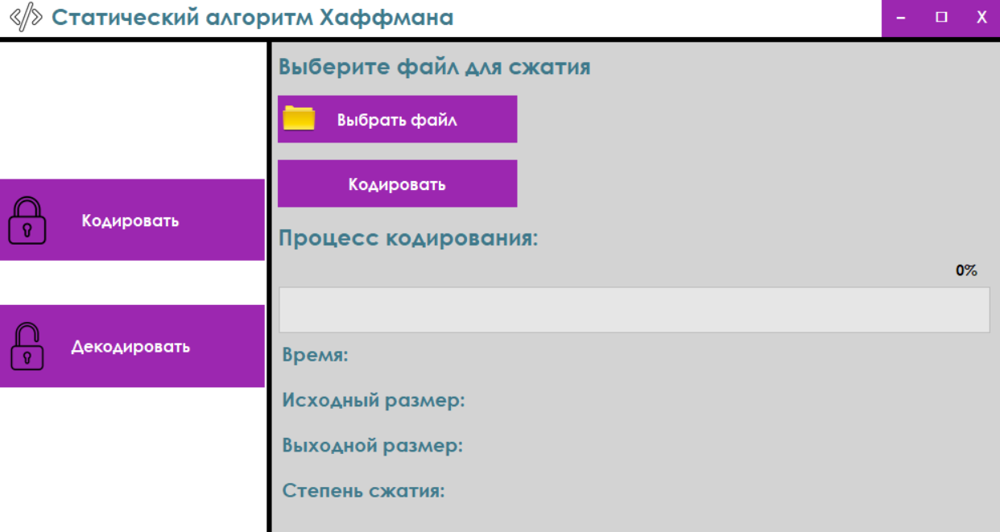 </> Статический алгоритм Хаффмана
– □ X
Выберите файл для сжатия
Выбрать файл
Кодировать
Кодировать
Процесс кодирования:
0%
Декодировать
Время:
Исходный размер:
Выходной размер:
Степень сжатия: